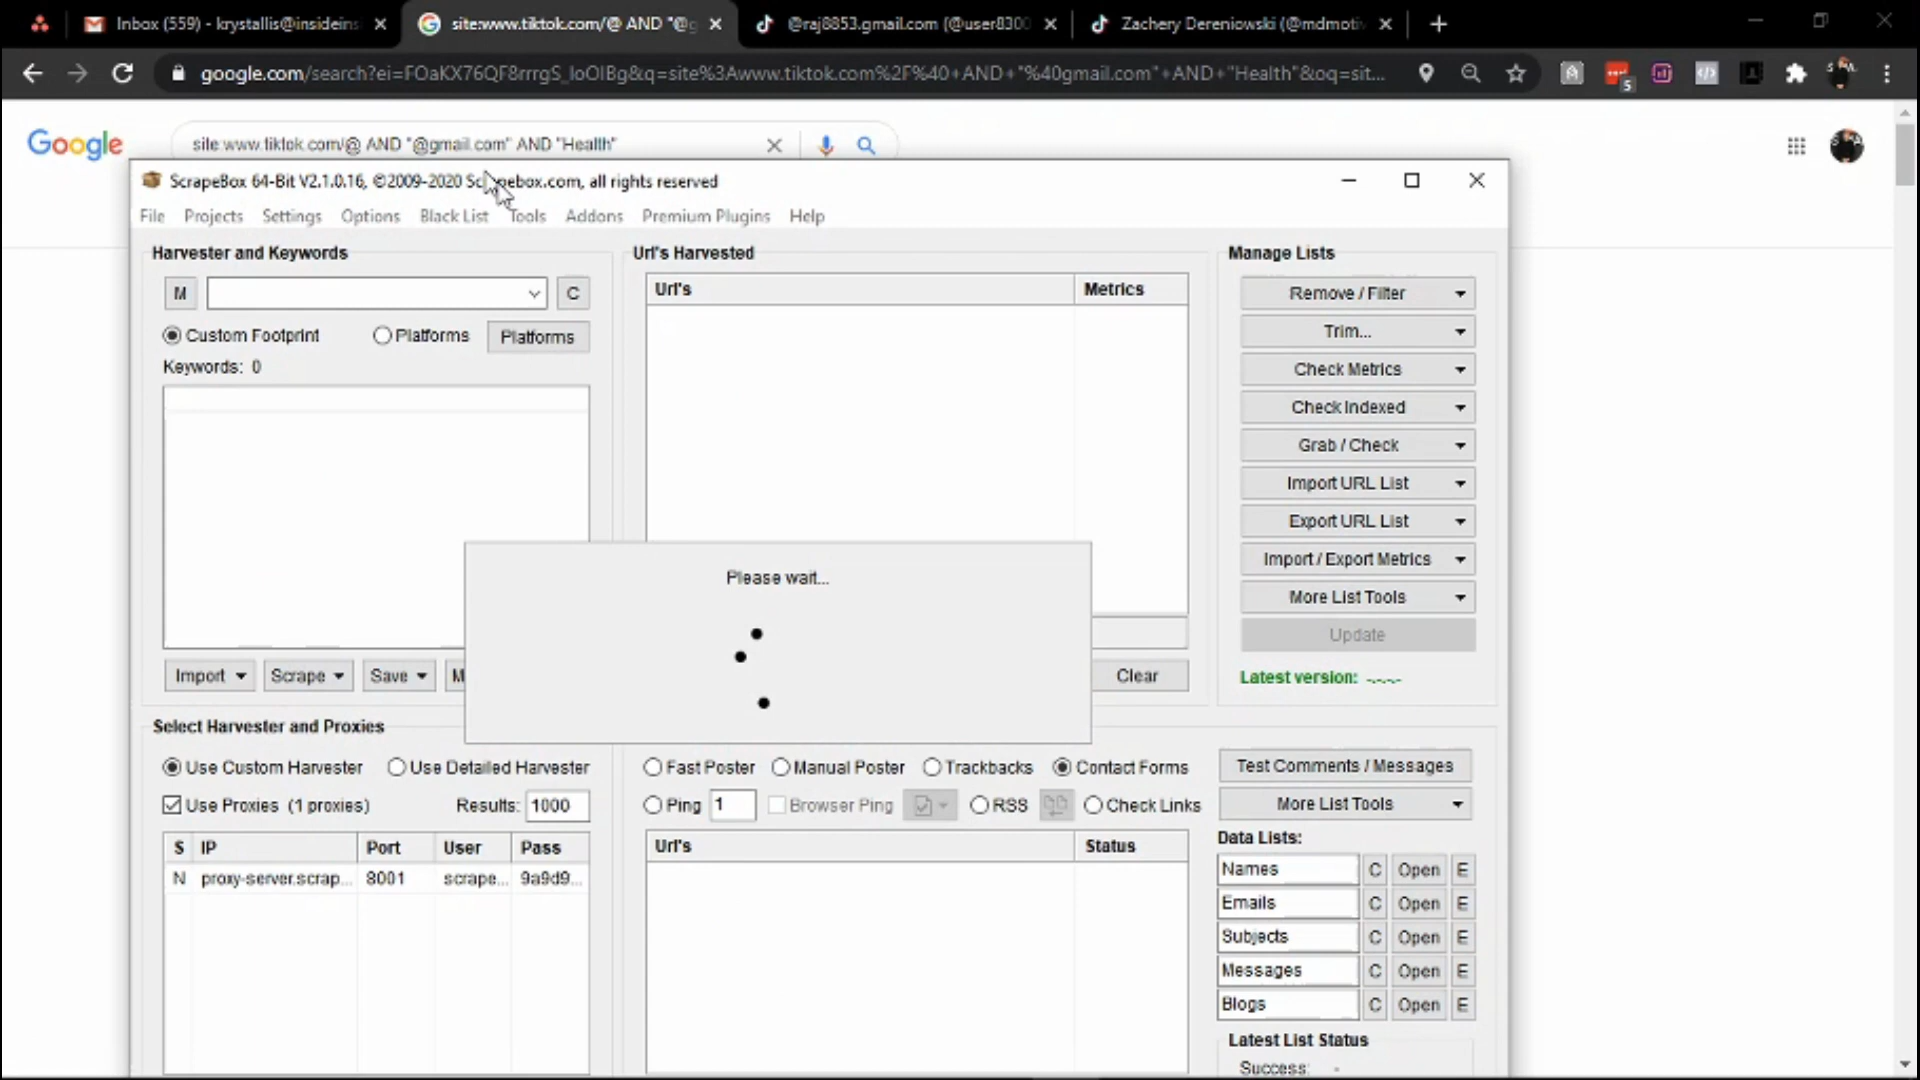 Inbox (559) - krystallis@insideins
site:www.tiktok.com/@ AND "@g
@raj8853.gmail.com (@user8300
Zachery Dereniowski (@mdmotiv
google.com/search?ei=FOaKX76QF8rrrgS_loOIBg&q=site%3Awww.tiktok.com%2F%40+AND+"%40gmail.com"+AND+"Health"&oq=sit...
5
Google
site:www.tiktok.com/@ AND "@gmail.com" AND "Health"
ScrapeBox 64-Bit V2.1.0.16, ©2009-2020 Scrapebox.com, all rights reserved
File Projects Settings Options Black List Tools Addons Premium Plugins Help
Harvester and Keywords
M
C
Custom Footprint
Platforms
Platforms
Keywords: 0
Import
Scrape
Save
M
Url's Harvested
Url's
Metrics
Please wait...
Clear
Manage Lists
Remove / Filter
Trim...
Check Metrics
Check Indexed
Grab / Check
Import URL List
Export URL List
Import / Export Metrics
More List Tools
Update
Latest version: -.-.-.-
Select Harvester and Proxies
Use Custom Harvester
Use Detailed Harvester
Use Proxies (1 proxies)
Results: 1000
S IP Port User Pass
N proxy-server.scrap... 8001 scrape... 9a9d9...
Fast Poster
Manual Poster
Trackbacks
Contact Forms
Ping 1
Browser Ping
RSS
Check Links
Url's
Status
Test Comments / Messages
More List Tools
Data Lists:
Names C Open E
Emails C Open E
Subjects C Open E
Messages C Open E
Blogs C Open E
Latest List Status
Success: -